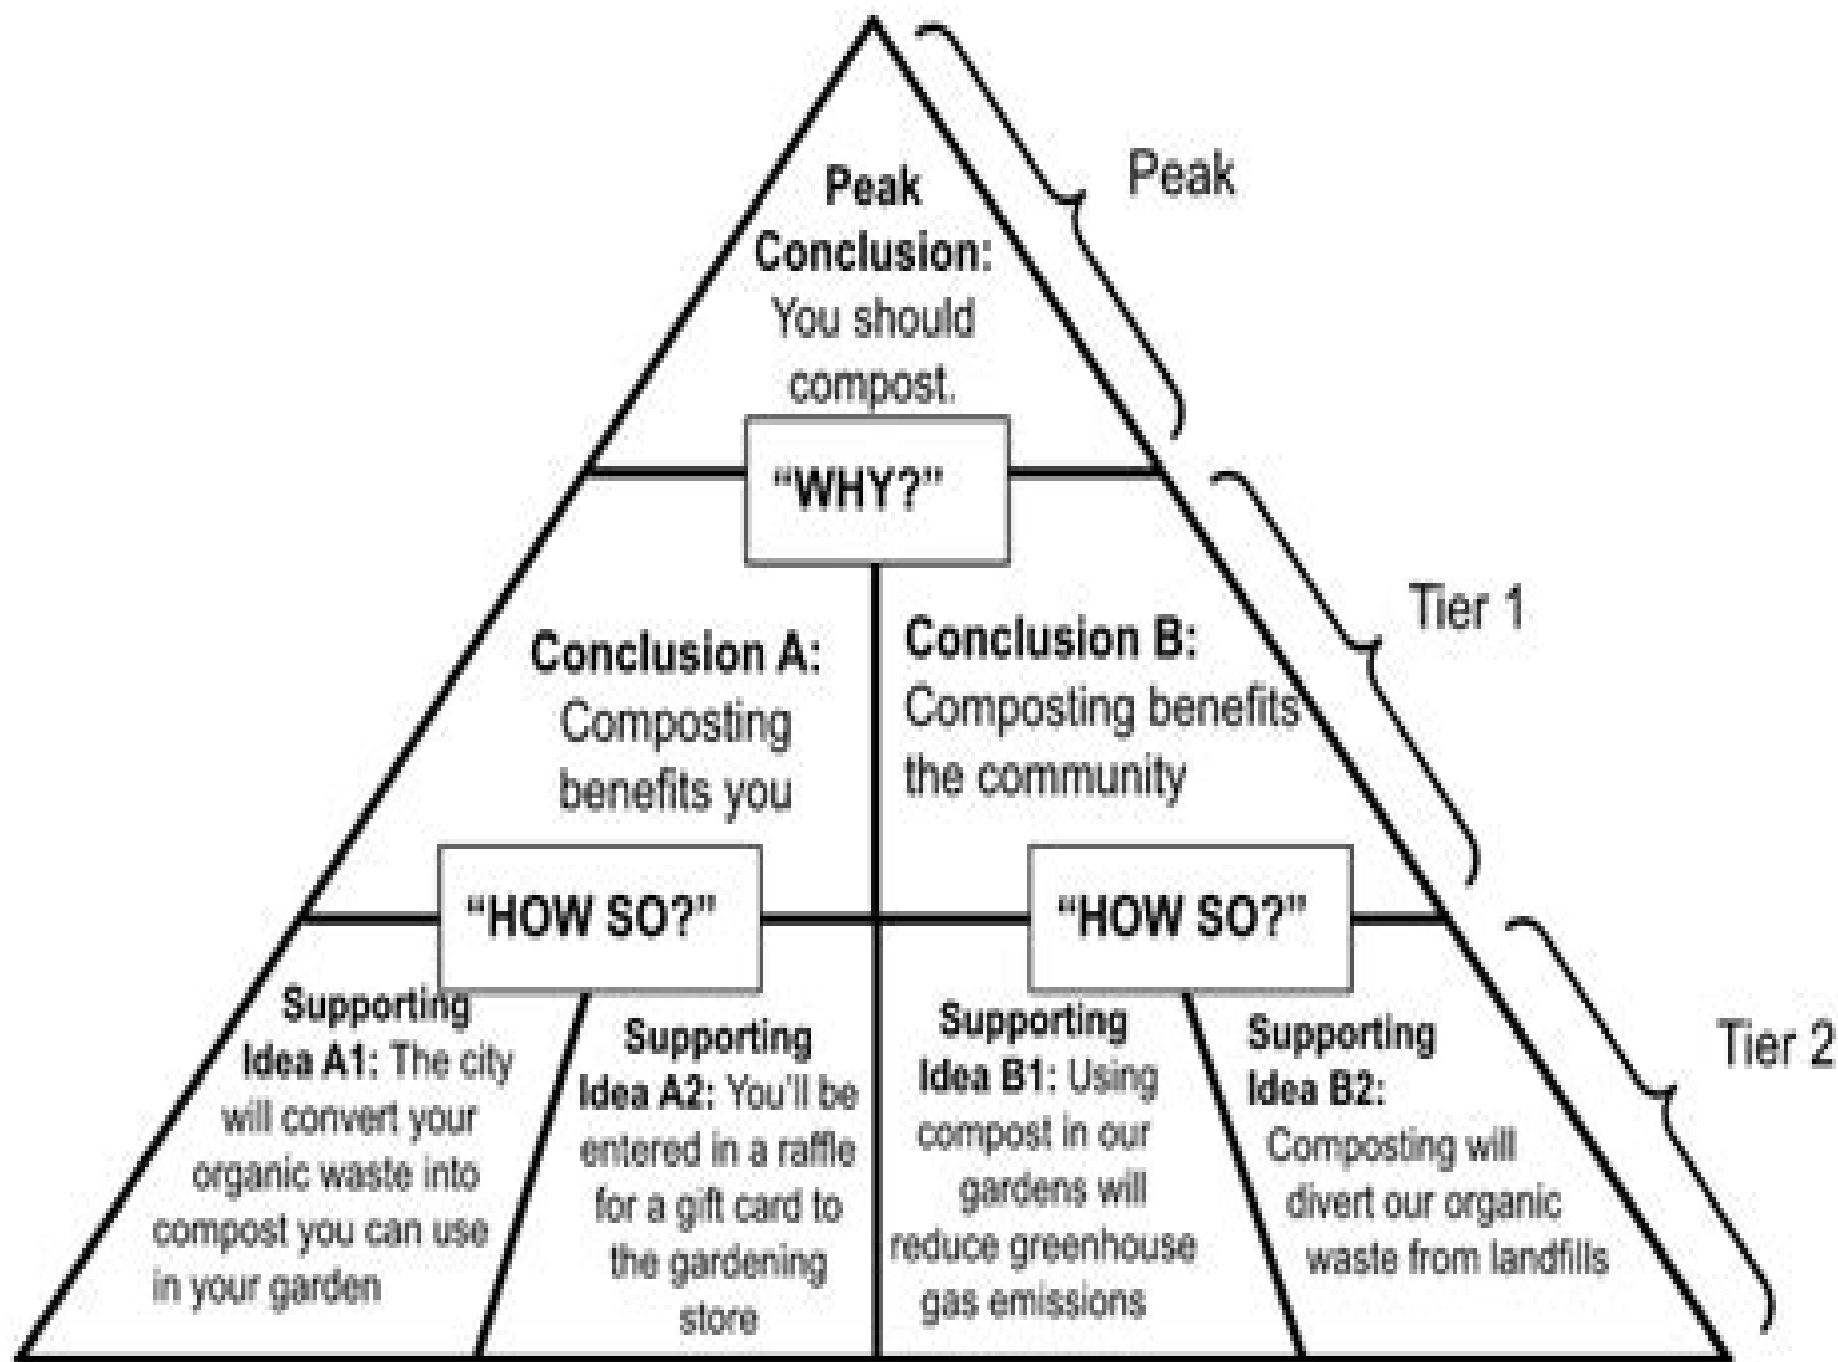 Peak
Conclusion:
You should
compost.
Peak
“WHY?”
Conclusion A:
Composting
benefits you
Conclusion B:
Composting benefits
the community
Tier 1
“HOW SO?”
“HOW SO?”
Supporting
Idea A1: The city
will convert your
organic waste into
compost you can use
in your garden
Supporting
Idea A2: You'll be
entered in a raffle
for a gift card to
the gardening
store
Supporting
Idea B1: Using
compost in our
gardens will
reduce greenhouse
gas emissions
Supporting
Idea B2:
Composting will
divert our organic
waste from landfills
Tier 2